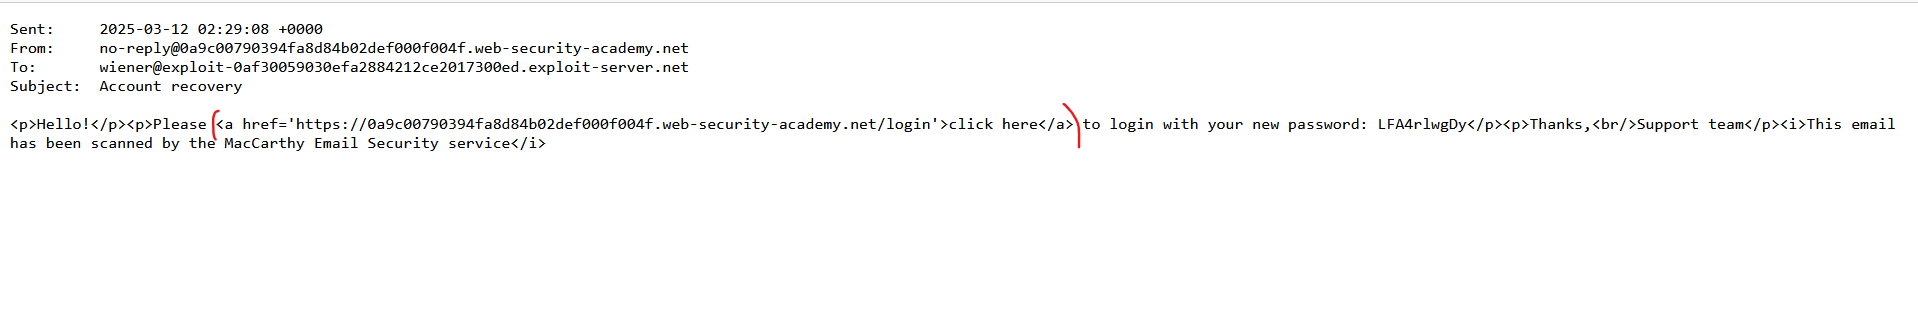 Sent: 2025-03-12 02:29:08 +0000
From: no-reply@0a9c00790394fa8d84b02def000f004f.web-security-academy.net
To: wiener@exploit-0af30059030efa2884212ce2017300ed.exploit-server.net
Subject: Account recovery
<p>Hello!</p><p>Please <a href='https://0a9c00790394fa8d84b02def000f004f.web-security-academy.net/login'>click here</a> to login with your new password: LFA4rlwgDy</p><p>Thanks,<br/>Support team</p><i>This email
has been scanned by the MacCarthy Email Security service</i>